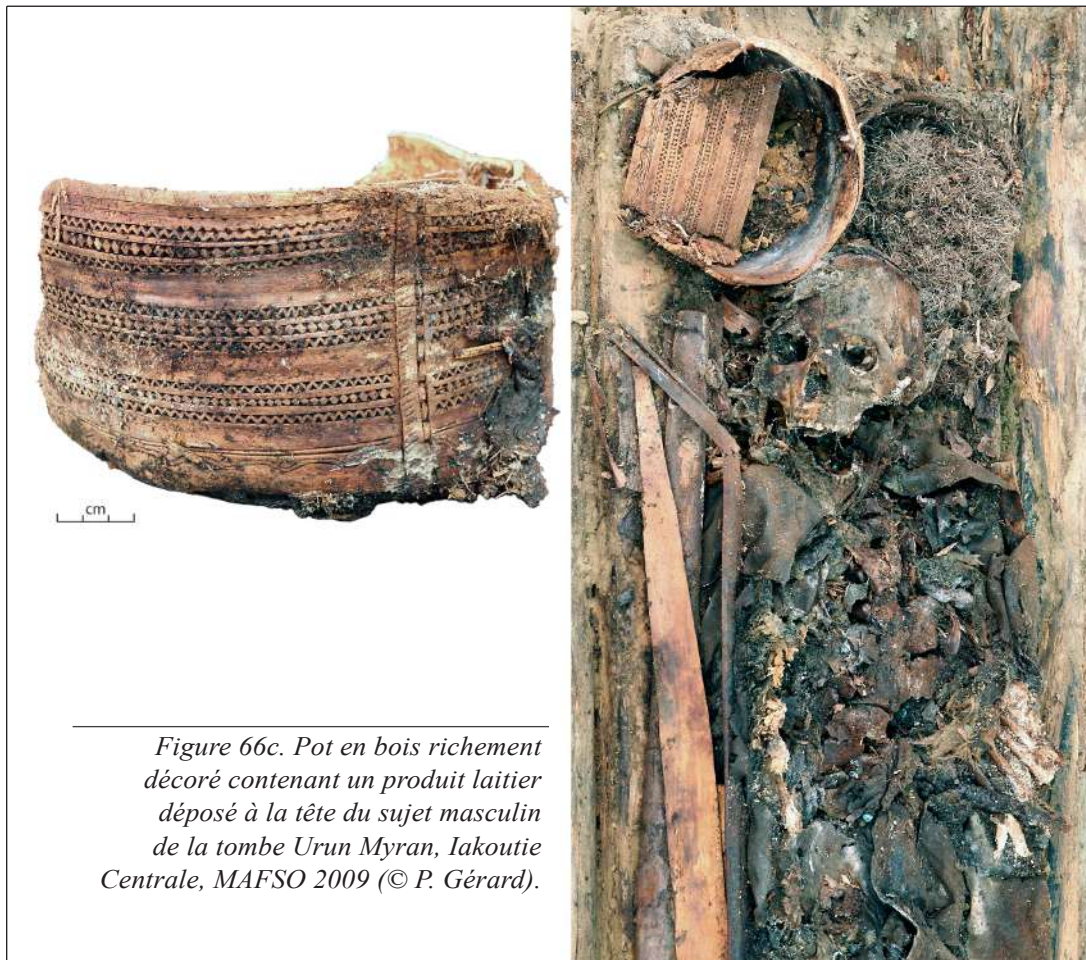 cm
Figure 66c. Pot en bois richement
décoré contenant un produit laitier
déposé à la tête du sujet masculin
de la tombe Urun Myran, Iakoutie
Centrale, MAFSO 2009 (© P. Gérard).